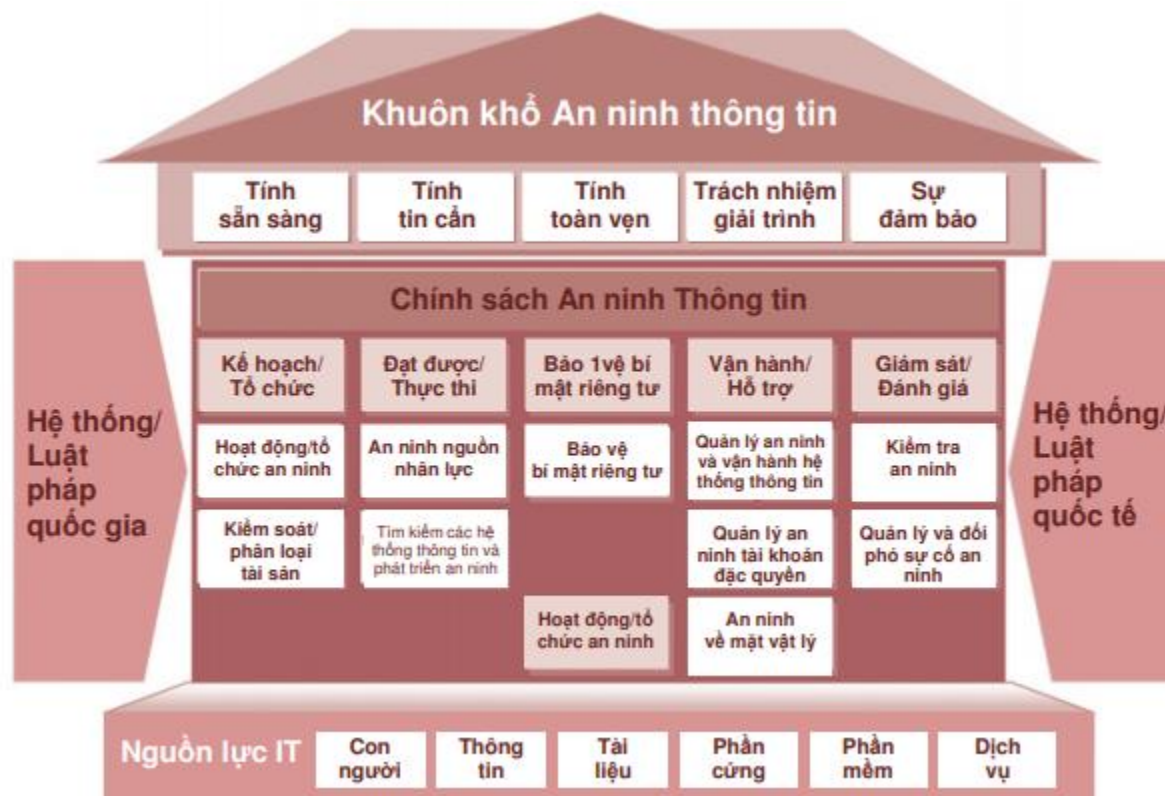 Khuôn khổ An ninh thông tin
Tính
sẵn sàng
Tính
tin cẩn
Tính
toàn vẹn
Trách nhiệm
giải trình
Sự
đảm bảo
Chính sách An ninh Thông tin
Kế hoạch/
Tổ chức
Đạt được/
Thực thi
Bảo 1vệ bí
mật riêng tư
Vận hành/
Hỗ trợ
Giám sát/
Đánh giá
Hoạt động/tổ
chức an ninh
An ninh nguồn
nhân lực
Bảo vệ
bí mật riêng tư
Quản lý an ninh
và vận hành hệ
thống thông tin
Kiểm tra
an ninh
Kiểm soát/
phân loại
tài sản
Tìm kiếm các hệ
thống thông tin và
phát triển an ninh
Quản lý an
ninh tài khoản
đặc quyền
Quản lý và đối
phó sự cố an
ninh
Hoạt động/tổ
chức an ninh
An ninh
về mặt vật lý
Hệ thống/
Luật
pháp
quốc gia
Hệ thống/
Luật
pháp
quốc tế
Nguồn lực IT
Con
người
Thông
tin
Tài
liệu
Phần
cứng
Phần
mềm
Dịch
vụ